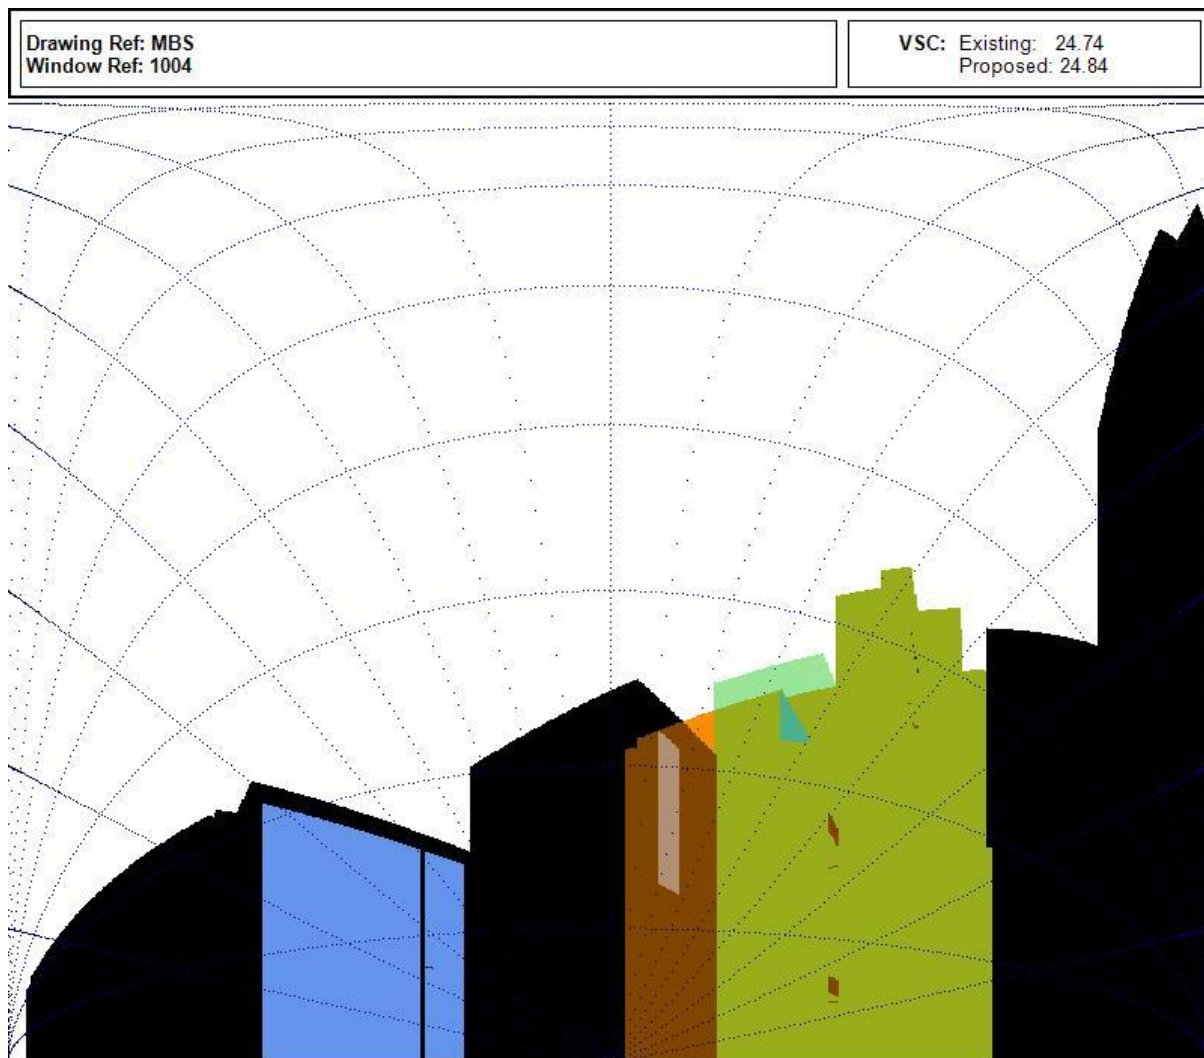 Drawing Ref: MBS
Window Ref: 1004
VSC: Existing: 24.74
Proposed: 24.84